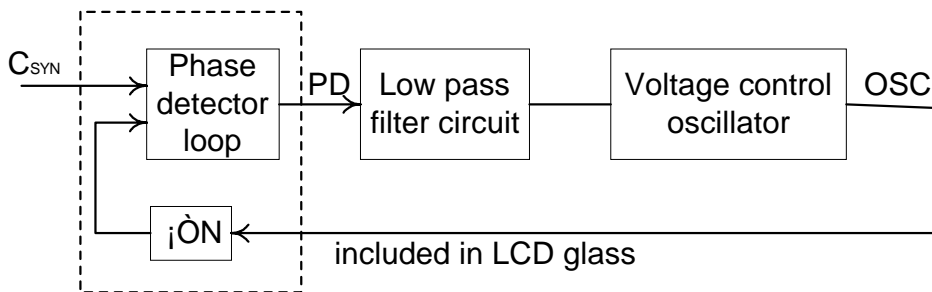 CSYN
Phase
detector
loop
PD
Low pass
filter circuit
Voltage control
oscillator
OSC
¡ÒN
included in LCD glass